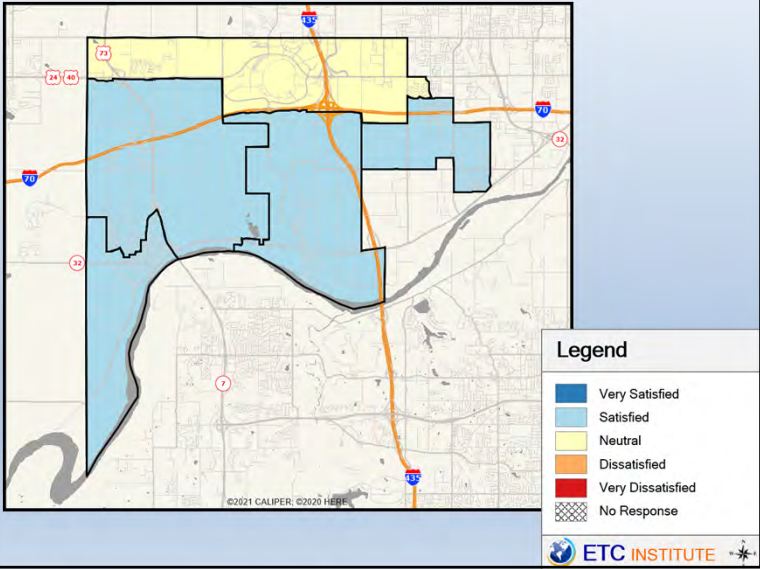 435
73
24
40
70
32
70
32
7
435
©2021 CALIPER; ©2020 HERE
Legend
Very Satisfied
Satisfied
Neutral
Dissatisfied
Very Dissatisfied
No Response
ETC INSTITUTE